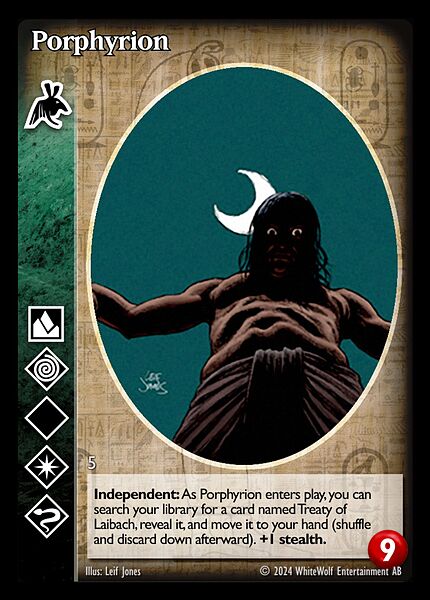 Porphyrion
LEIF
JONES
5
Independent: As Porphyrion enters play, you can
search your library for a card named Treaty of
Laibach, reveal it, and move it to your hand (shuffle
and discard down afterward). +1 stealth.
9
Illus: Leif Jones
© 2024 WhiteWolf Entertainment AB